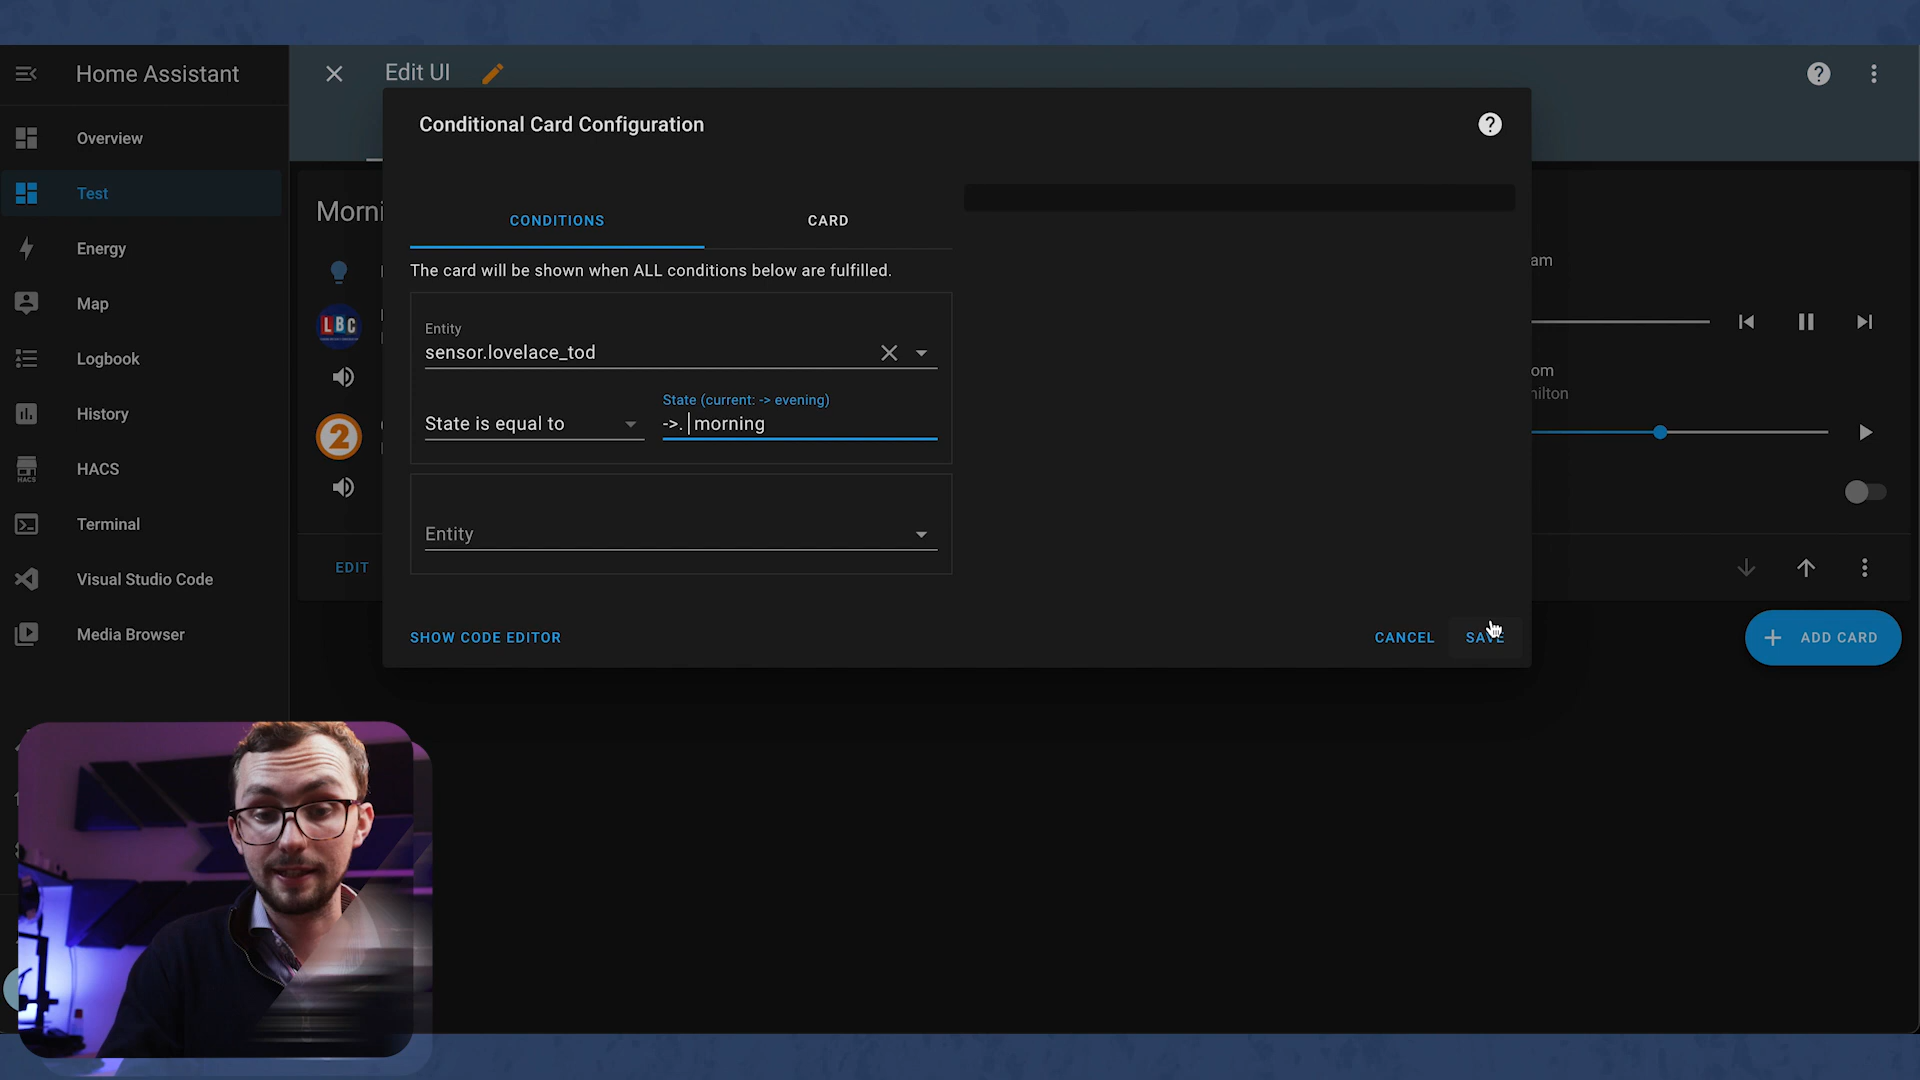 Home Assistant
Edit UI
Overview
Test
Energy
Map
Logbook
History
HACS
HACS
Terminal
Visual Studio Code
Media Browser
Morni
LBC
2
EDIT
Conditional Card Configuration
CONDITIONS
CARD
The card will be shown when ALL conditions below are fulfilled.
Entity
sensor.lovelace_tod
State is equal to
State (current: -> evening)
->. morning
Entity
SHOW CODE EDITOR
CANCEL
SAVE
am
om
nilton
ADD CARD